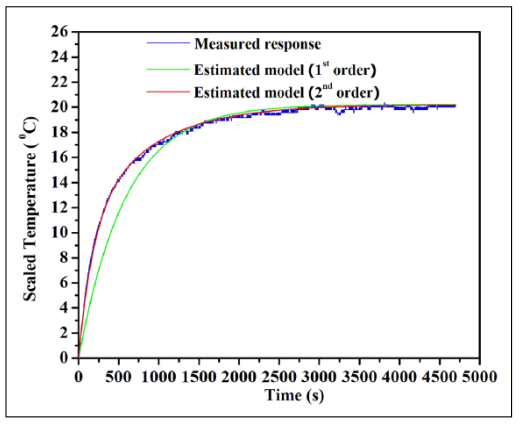 26
24
22
20
18
16
14
12
10
8
6
4
2
0
Scaled Temperature ( ⁰C)
Measured response
Estimated model (1st order)
Estimated model (2nd order)
0 500 1000 1500 2000 2500 3000 3500 4000 4500 5000
Time (s)